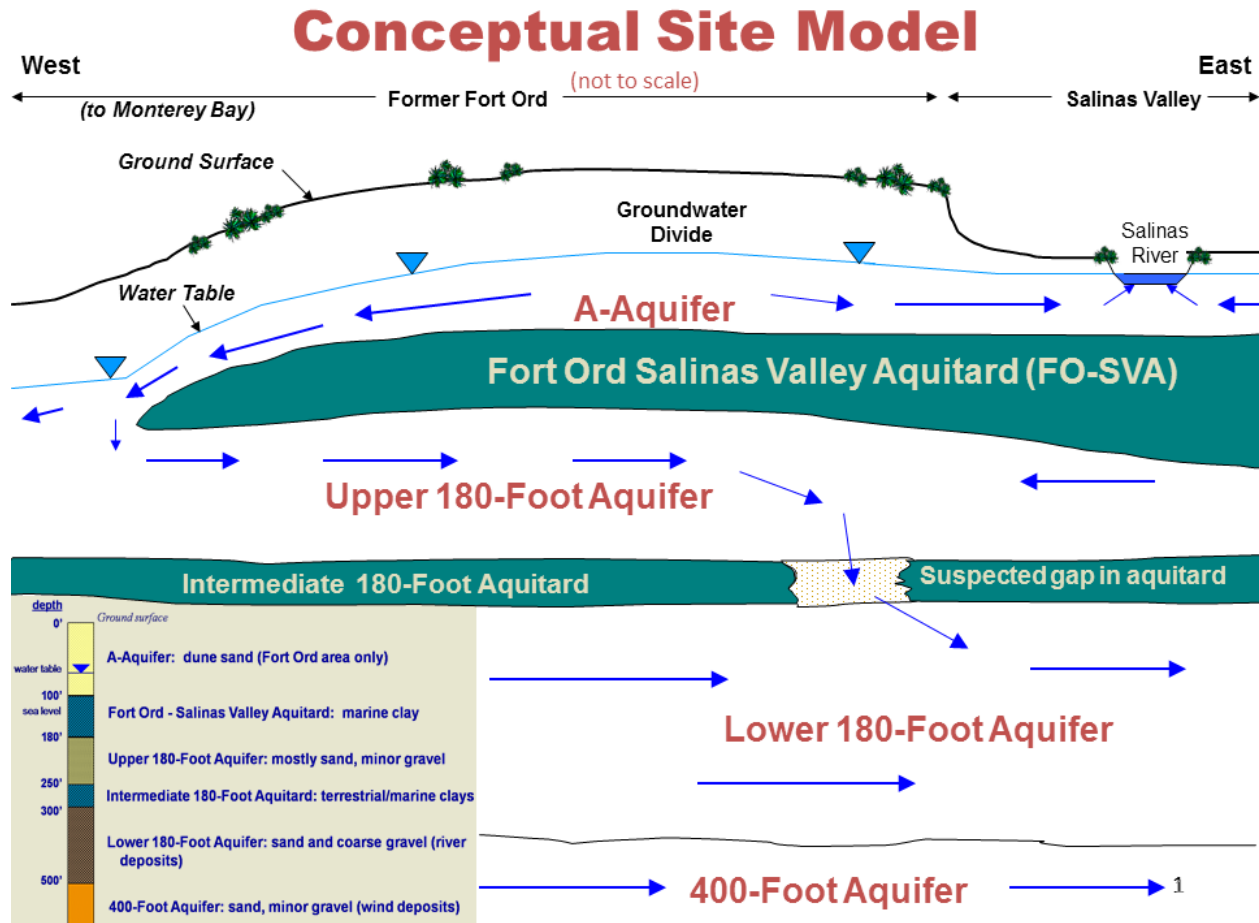 Conceptual Site Model
West
(not to scale)
East
(to Monterey Bay)
Former Fort Ord
Salinas Valley
Ground Surface
Groundwater
Divide
Salinas
River
Water Table
A-Aquifer
Fort Ord Salinas Valley Aquitard (FO-SVA)
Upper 180-Foot Aquifer
Intermediate 180-Foot Aquitard
Suspected gap in aquitard
depth
0'
Ground surface
A-Aquifer: dune sand (Fort Ord area only)
water table
100'
sea level
Fort Ord - Salinas Valley Aquitard: marine clay
180'
Upper 180-Foot Aquifer: mostly sand, minor gravel
250'
Intermediate 180-Foot Aquitard: terrestrial/marine clays
300'
Lower 180-Foot Aquifer: sand and coarse gravel (river
deposits)
500'
400-Foot Aquifer: sand, minor gravel (wind deposits)
Lower 180-Foot Aquifer
400-Foot Aquifer
1